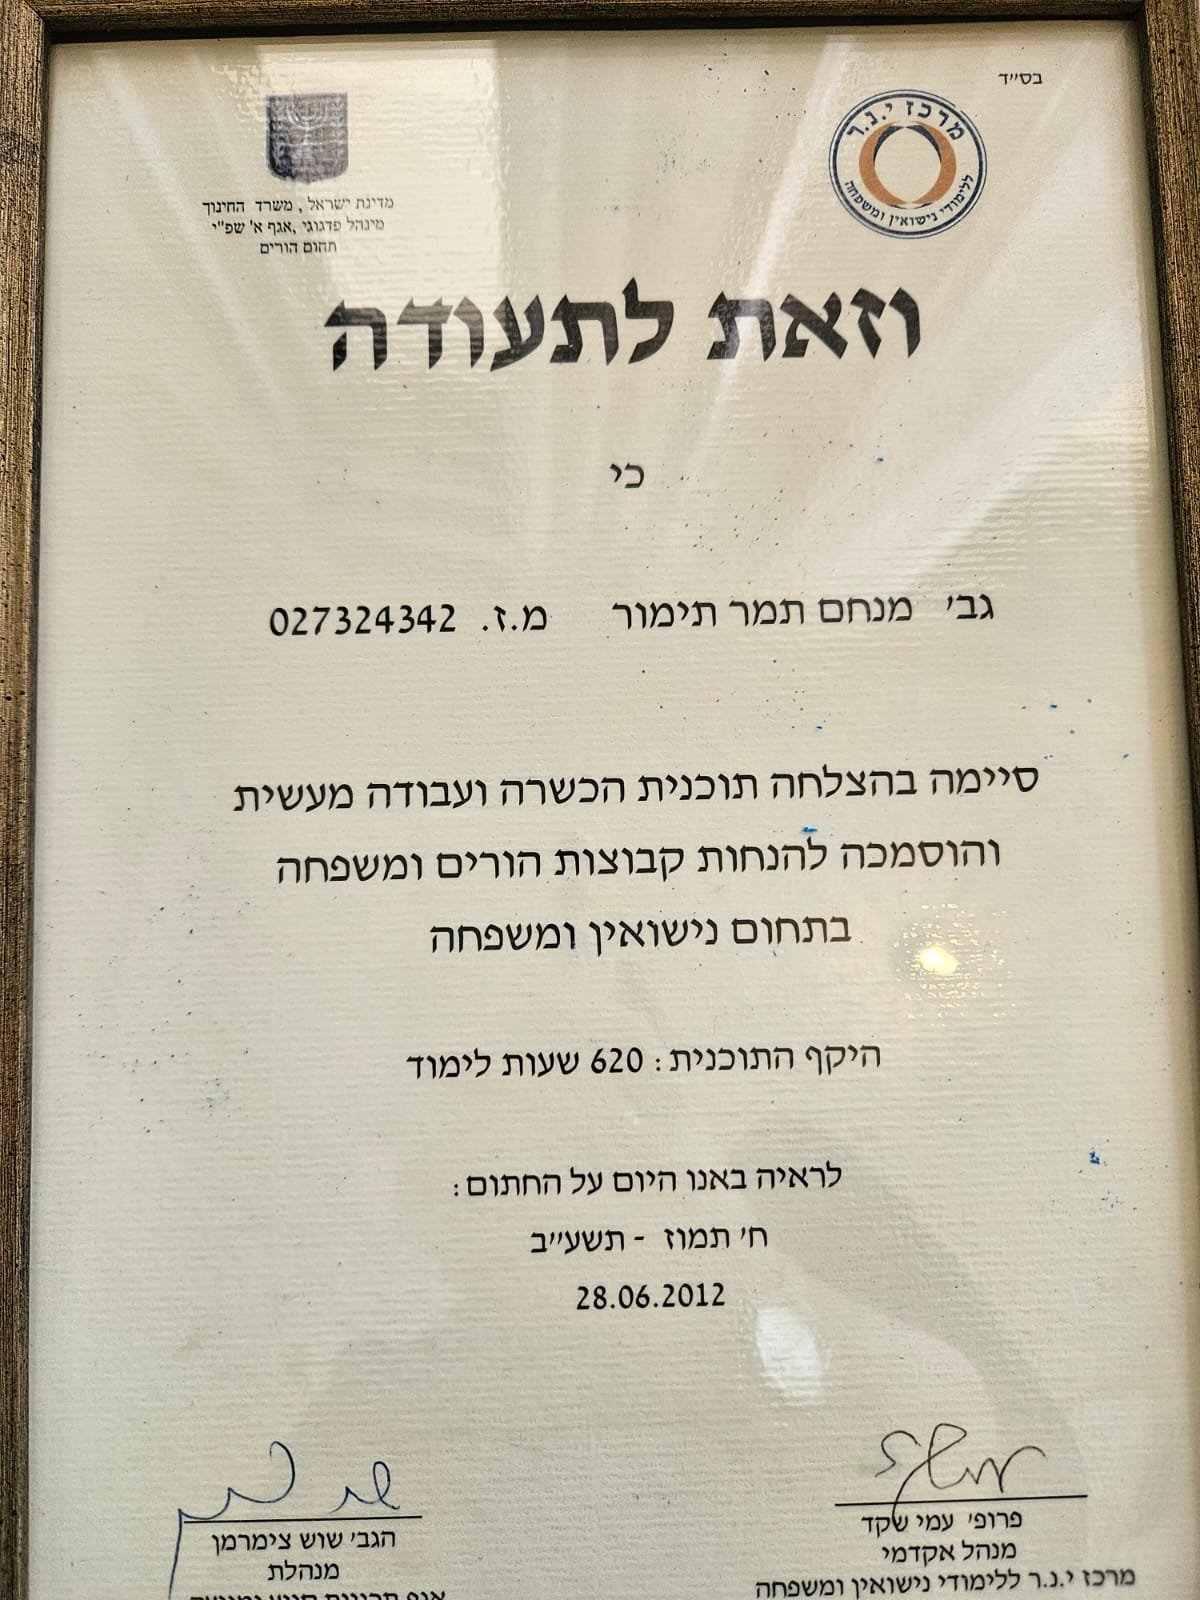 בסי״ד
מרכז י.נ.ר
ללימודי נישואין ומשפחה
מדינת ישראל, משרד החינוך
מינהל פדגוגי, אגף א' שפ"י
תחום הורים
וזאת לתעודה
כי
גב׳ מנחם תמר תימור מ.ז. 027324342
סיימה בהצלחה תוכנית הכשרה ועבודה מעשית
והוסמכה להנחות קבוצות הורים ומשפחה
בתחום נישואין ומשפחה
היקף התוכנית: 620 שעות לימוד
לראיה באנו היום על החתום:
ח׳ תמוז - תשע״ב
28.06.2012
פרופ׳ עמי שקד
מנהל אקדמי
מרכז י.נ.ר ללימודי נישואין ומשפחה
הגב׳ שוש צימרמן
מנהלת
אגף תכניות